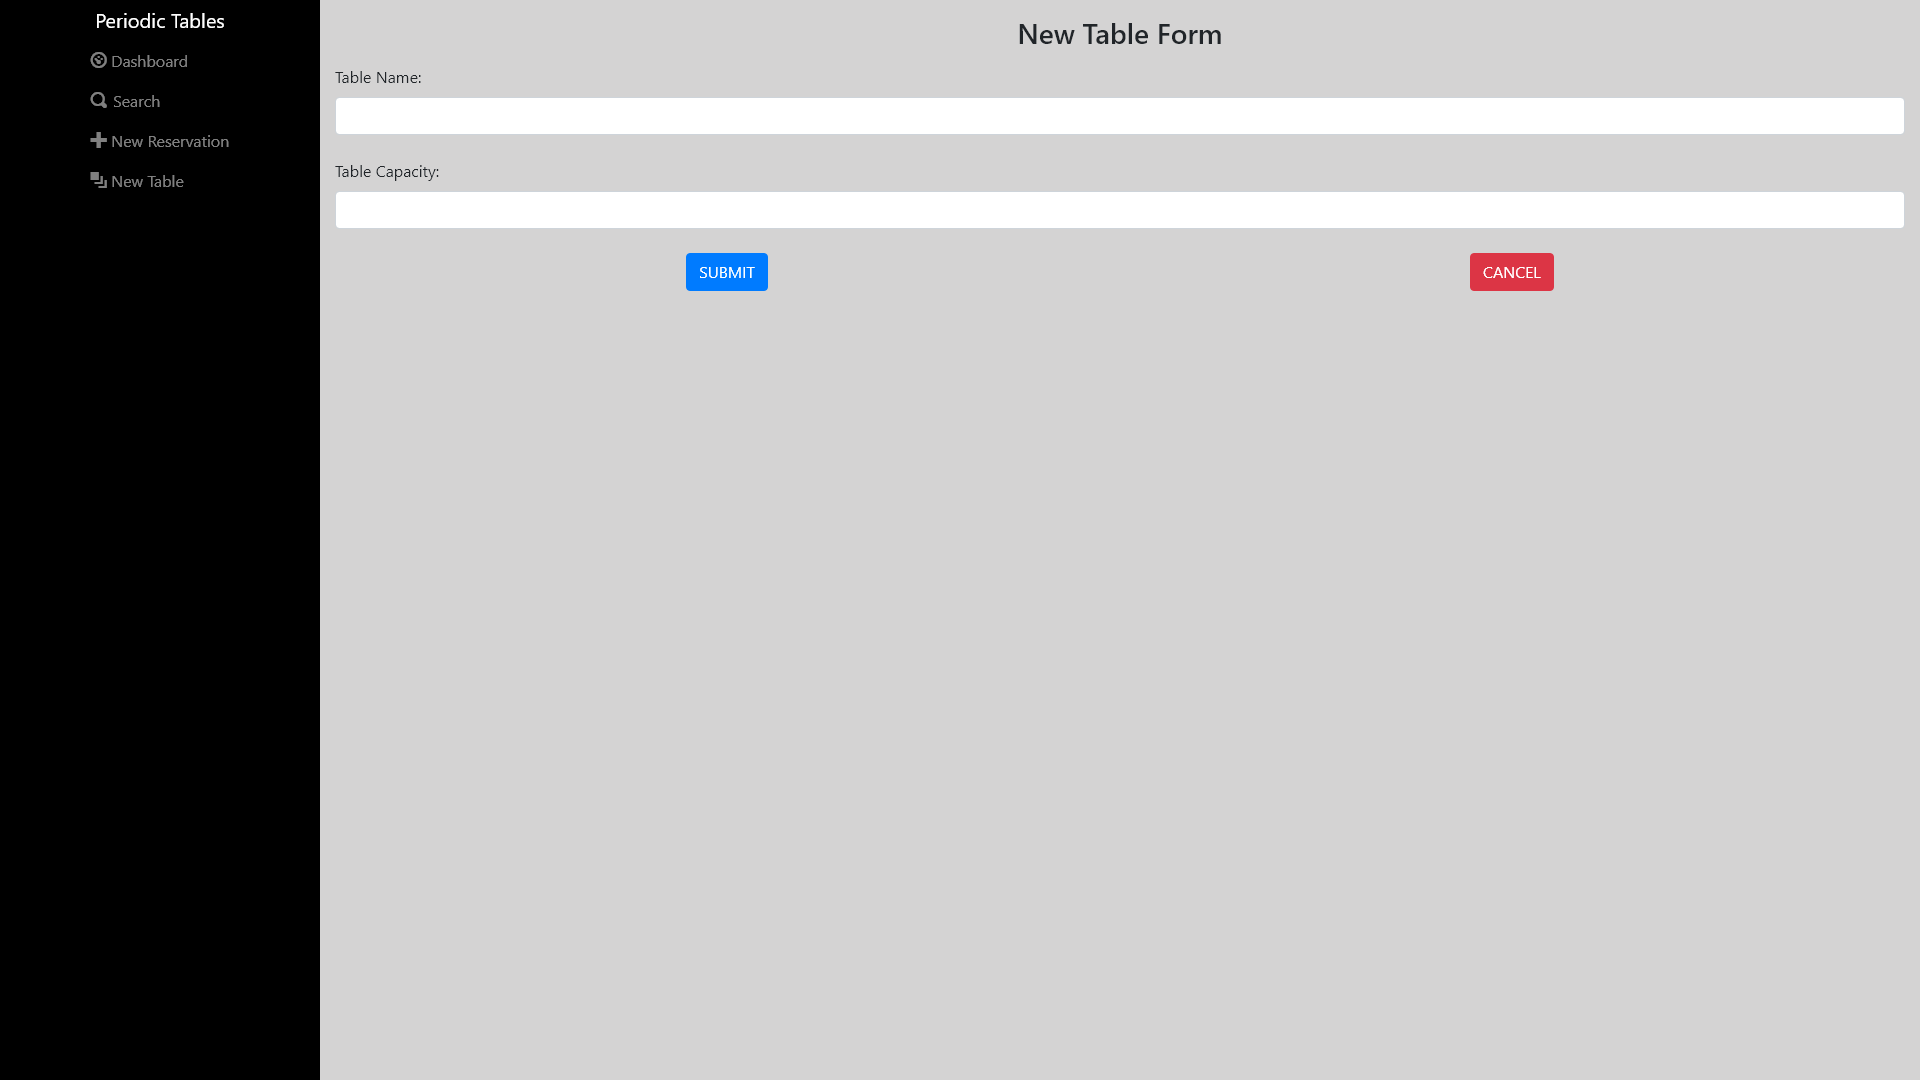 Periodic Tables
Dashboard
Search
New Reservation
New Table
New Table Form
Table Name:
Table Capacity:
SUBMIT
CANCEL